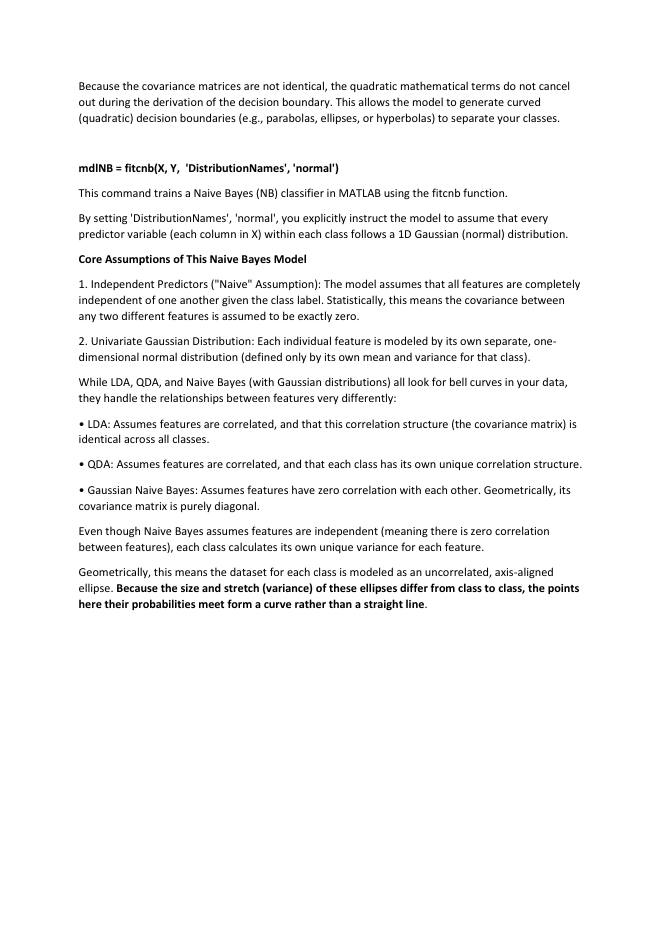 Because the covariance matrices are not identical, the quadratic mathematical terms do not cancel
out during the derivation of the decision boundary. This allows the model to generate curved
(quadratic) decision boundaries (e.g., parabolas, ellipses, or hyperbolas) to separate your classes.
mdlNB = fitcnb(X, Y,  'DistributionNames', 'normal')
This command trains a Naive Bayes (NB) classifier in MATLAB using the fitcnb function.
By setting 'DistributionNames', 'normal', you explicitly instruct the model to assume that every
predictor variable (each column in X) within each class follows a 1D Gaussian (normal) distribution.
Core Assumptions of This Naive Bayes Model
1. Independent Predictors ("Naive" Assumption): The model assumes that all features are completely
independent of one another given the class label. Statistically, this means the covariance between
any two different features is assumed to be exactly zero.
2. Univariate Gaussian Distribution: Each individual feature is modeled by its own separate, one-
dimensional normal distribution (defined only by its own mean and variance for that class).
While LDA, QDA, and Naive Bayes (with Gaussian distributions) all look for bell curves in your data,
they handle the relationships between features very differently:
• LDA: Assumes features are correlated, and that this correlation structure (the covariance matrix) is
identical across all classes.
• QDA: Assumes features are correlated, and that each class has its own unique correlation structure.
• Gaussian Naive Bayes: Assumes features have zero correlation with each other. Geometrically, its
covariance matrix is purely diagonal.
Even though Naive Bayes assumes features are independent (meaning there is zero correlation
between features), each class calculates its own unique variance for each feature.
Geometrically, this means the dataset for each class is modeled as an uncorrelated, axis-aligned
ellipse. Because the size and stretch (variance) of these ellipses differ from class to class, the points
here their probabilities meet form a curve rather than a straight line.